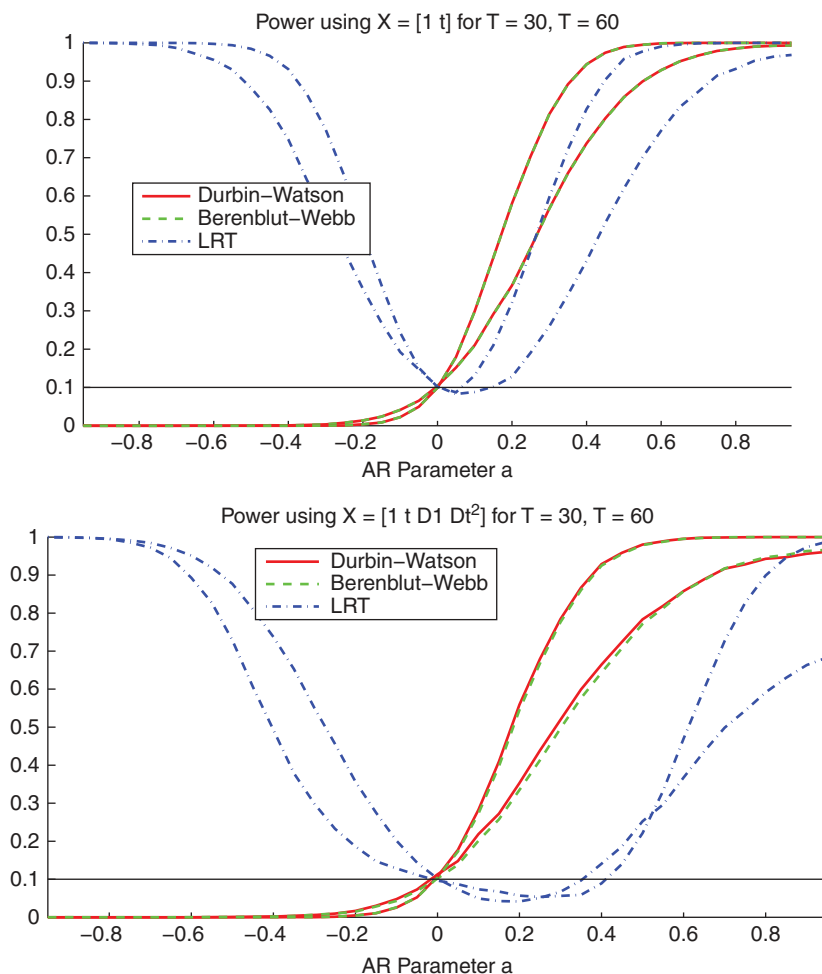 Power using X = [1 t] for T = 30, T = 60
1
0.9
0.8
0.7
0.6
0.5
0.4
0.3
0.2
0.1
0
Durbin−Watson
Berenblut−Webb
LRT
−0.8 −0.6 −0.4 −0.2 0 0.2 0.4 0.6 0.8
AR Parameter a
Power using X = [1 t D1 Dt²] for T = 30, T = 60
1
0.9
0.8
0.7
0.6
0.5
0.4
0.3
0.2
0.1
0
Durbin−Watson
Berenblut−Webb
LRT
−0.8 −0.6 −0.4 −0.2 0 0.2 0.4 0.6 0.8
AR Parameter a